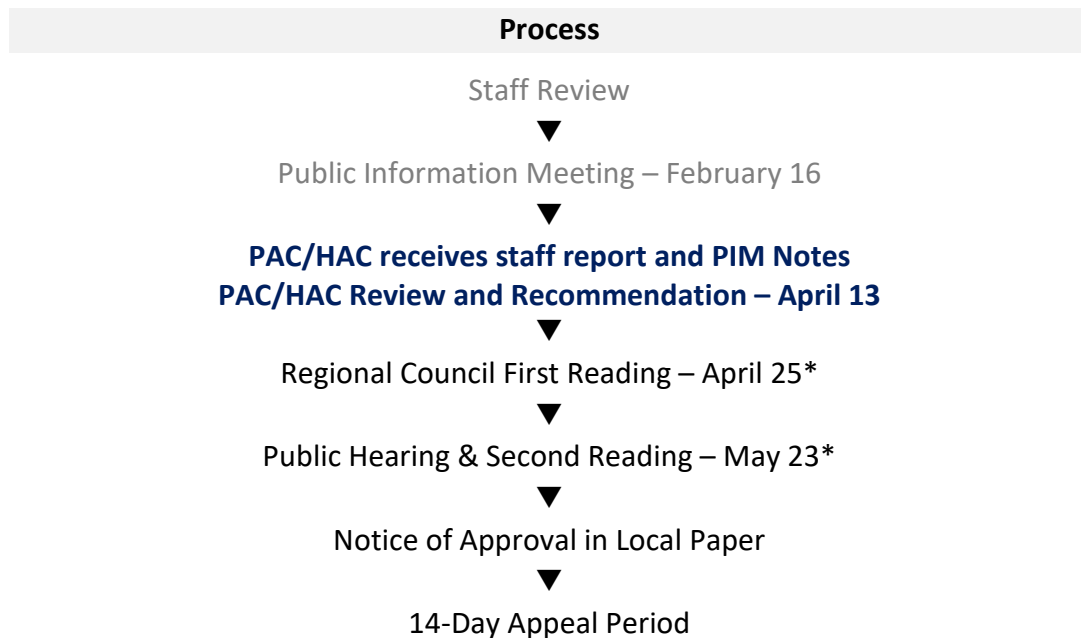 Process
Staff Review
Public Information Meeting – February 16
PAC/HAC receives staff report and PIM Notes
PAC/HAC Review and Recommendation – April 13
Regional Council First Reading – April 25*
Public Hearing & Second Reading – May 23*
Notice of Approval in Local Paper
14-Day Appeal Period